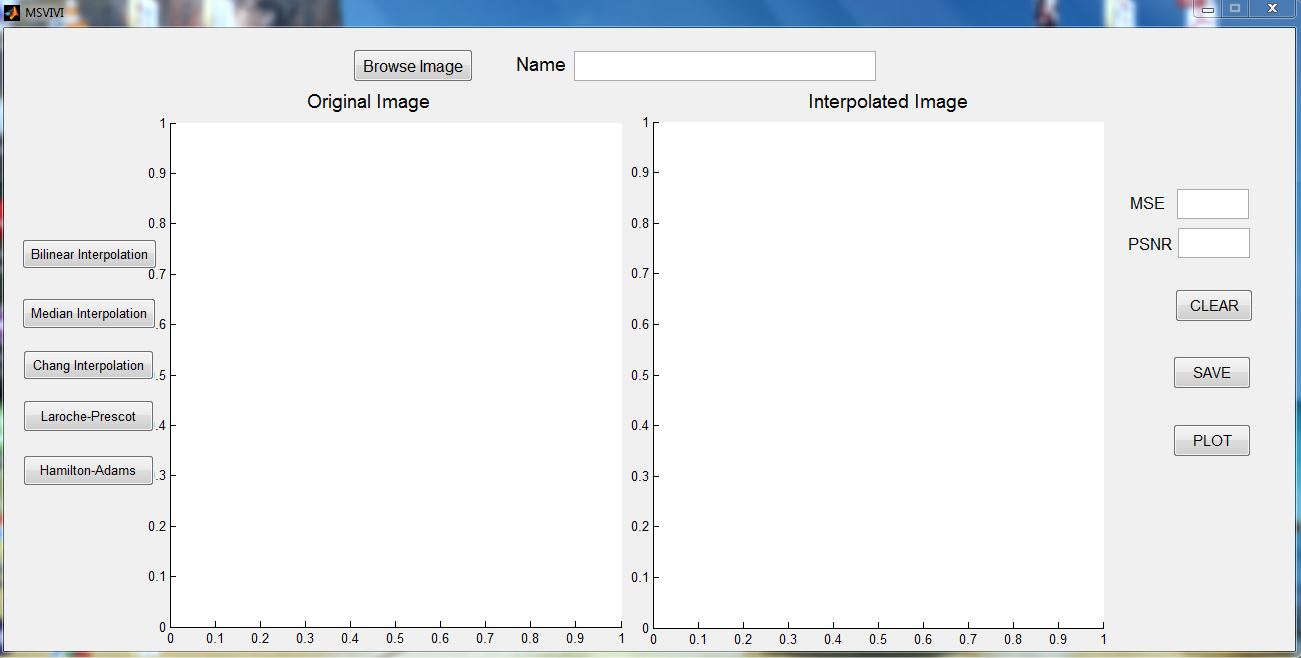 MSVIVI
Browse Image
Name
Original Image
Interpolated Image
1
0.9
0.8
0.7
.6
.5
0.4
.3
0.2
0.1
0
0 0.1 0.2 0.3 0.4 0.5 0.6 0.7 0.8 0.9 1
1
0.9
0.8
0.7
0.6
0.5
0.4
0.3
0.2
0.1
0
0 0.1 0.2 0.3 0.4 0.5 0.6 0.7 0.8 0.9 1
Bilinear Interpolation
Median Interpolation
Chang Interpolation
Laroche-Prescot
Hamilton-Adams
MSE
PSNR
CLEAR
SAVE
PLOT